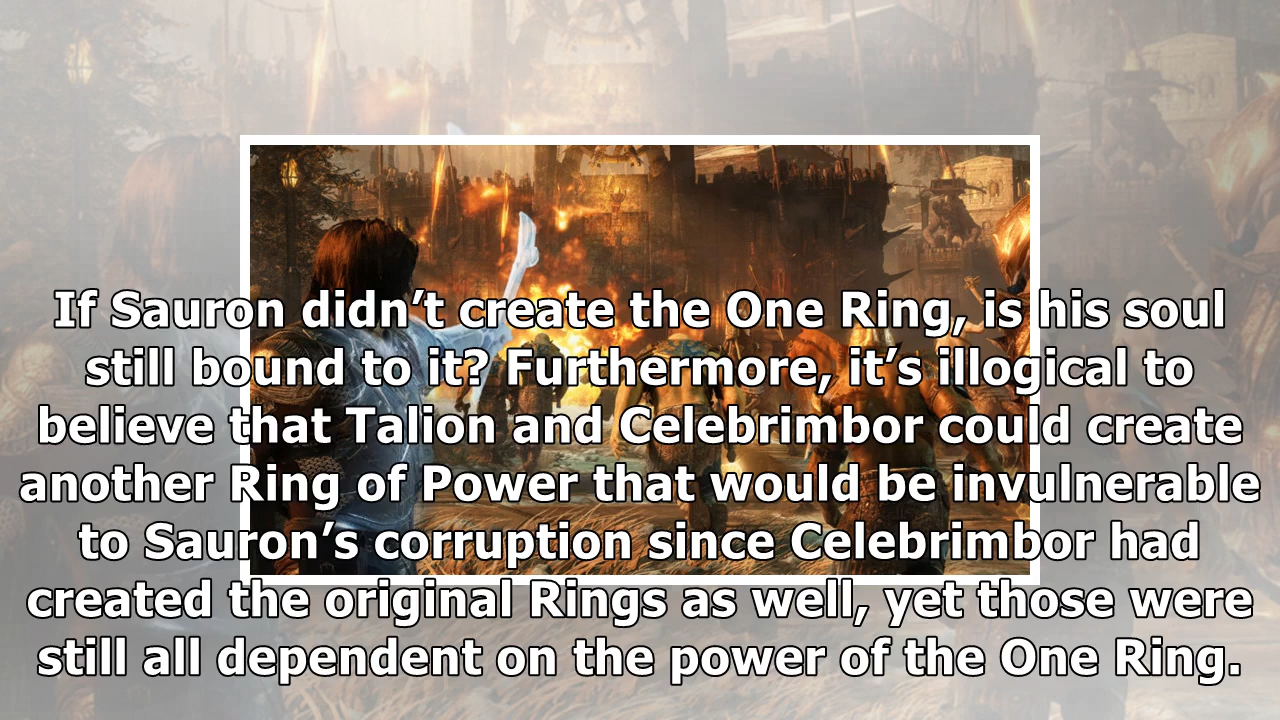 If Sauron didn’t create the One Ring, is his soul
still bound to it? Furthermore, it’s illogical to
believe that Talion and Celebrimbor could create
another Ring of Power that would be invulnerable
to Sauron’s corruption since Celebrimbor had
created the original Rings as well, yet those were
still all dependent on the power of the One Ring.